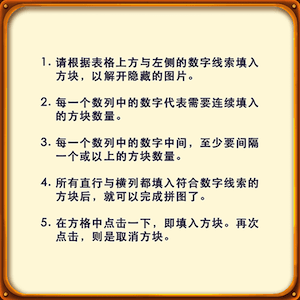 1. 请根据表格上方与左侧的数字线索填入
方块，以解开隐藏的图片。
2. 每一个数列中的数字代表需要连续填入
的方块数量。
3. 每一个数列中的数字中间，至少要间隔
一个或以上的方块数量。
4. 所有直行与横列都填入符合数字线索的
方块后，就可以完成拼图了。
5. 在方格中点击一下，即填入方块。再次
点击，则是取消方块。